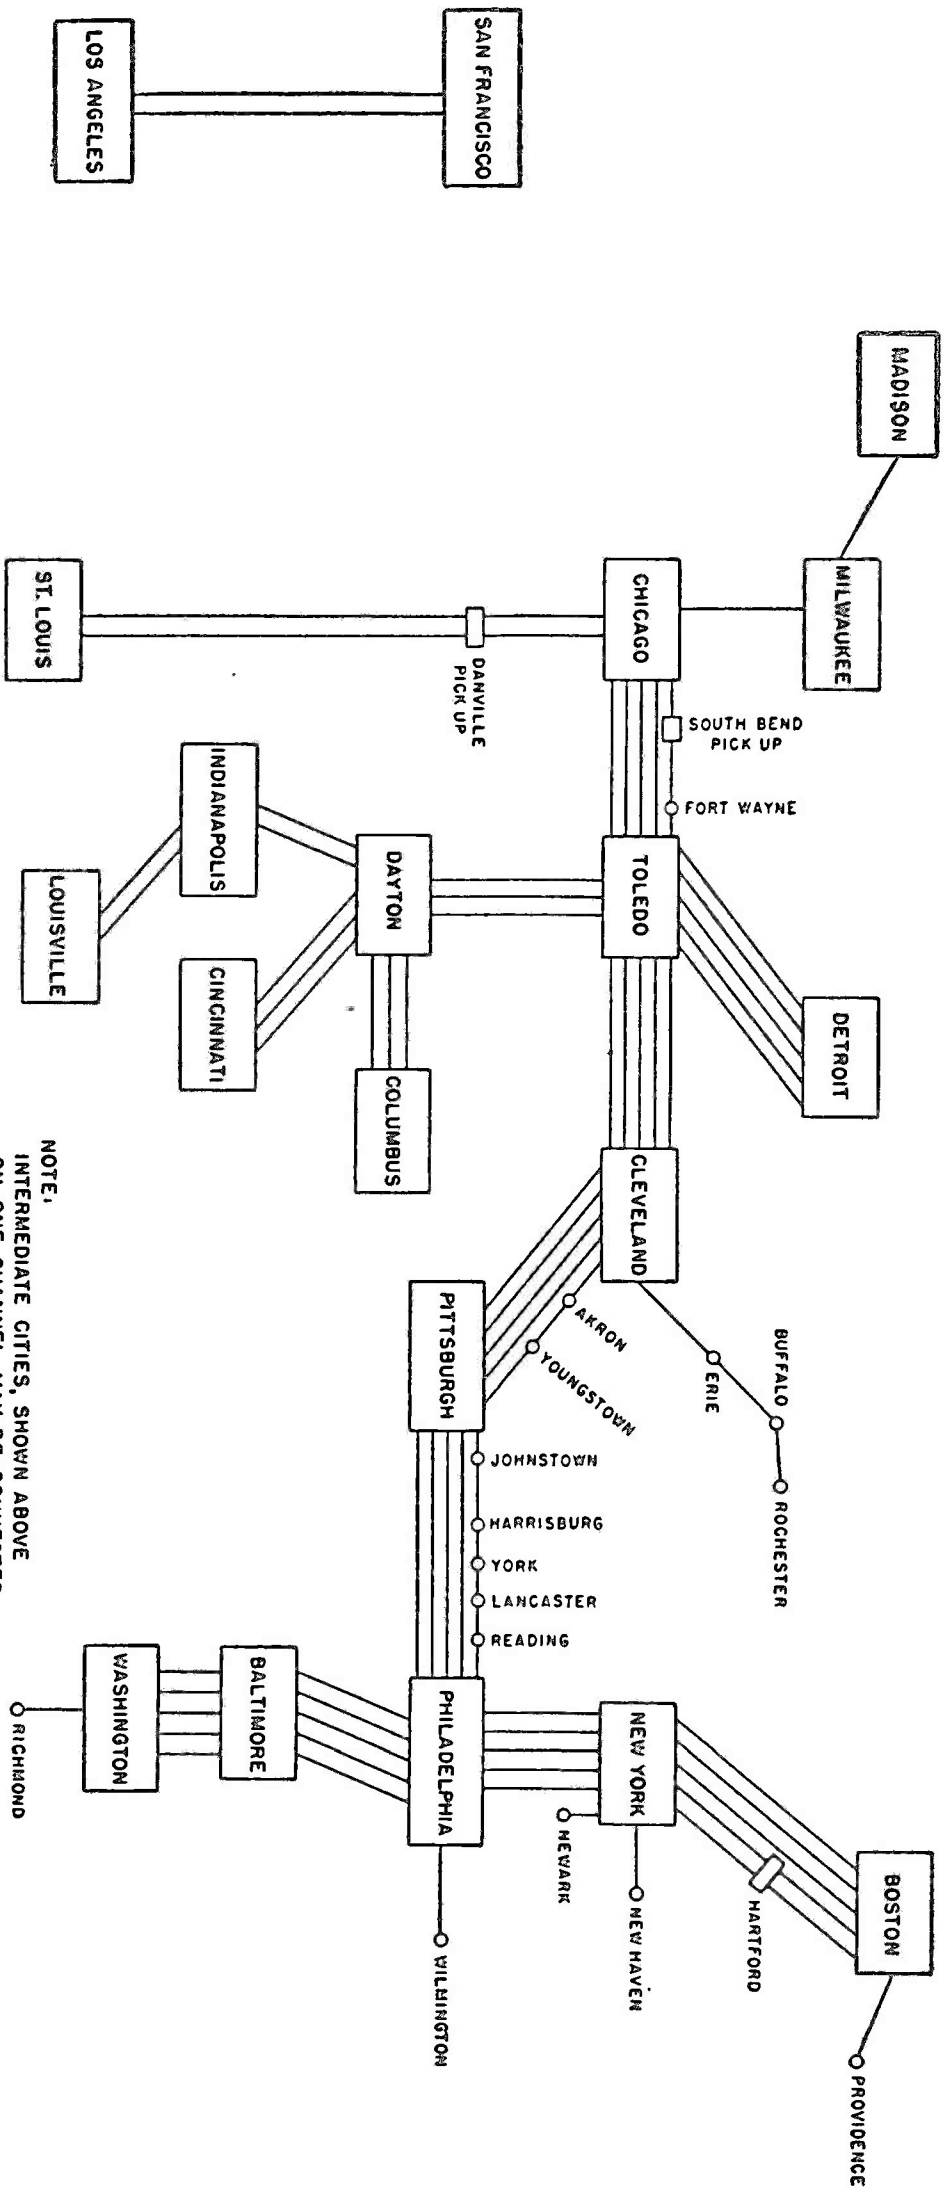 SAN FRANCISCO
LOS ANGELES
MADISON
MILWAUKEE
CHICAGO
ST. LOUIS
DANVILLE
PICK UP
SOUTH BEND
PICK UP
FORT WAYNE
TOLEDO
DETROIT
DAYTON
INDIANAPOLIS
LOUISVILLE
CINCINNATI
COLUMBUS
CLEVELAND
AKRON
YOUNGSTOWN
ERIE
BUFFALO
ROCHESTER
PITTSBURGH
JOHNSTOWN
HARRISBURG
YORK
LANCASTER
READING
PHILADELPHIA
BALTIMORE
WASHINGTON
RICHMOND
WILMINGTON
NEW YORK
NEWARK
NEW HAVEN
HARTFORD
BOSTON
PROVIDENCE
NOTE:
INTERMEDIATE CITIES, SHOWN ABOVE